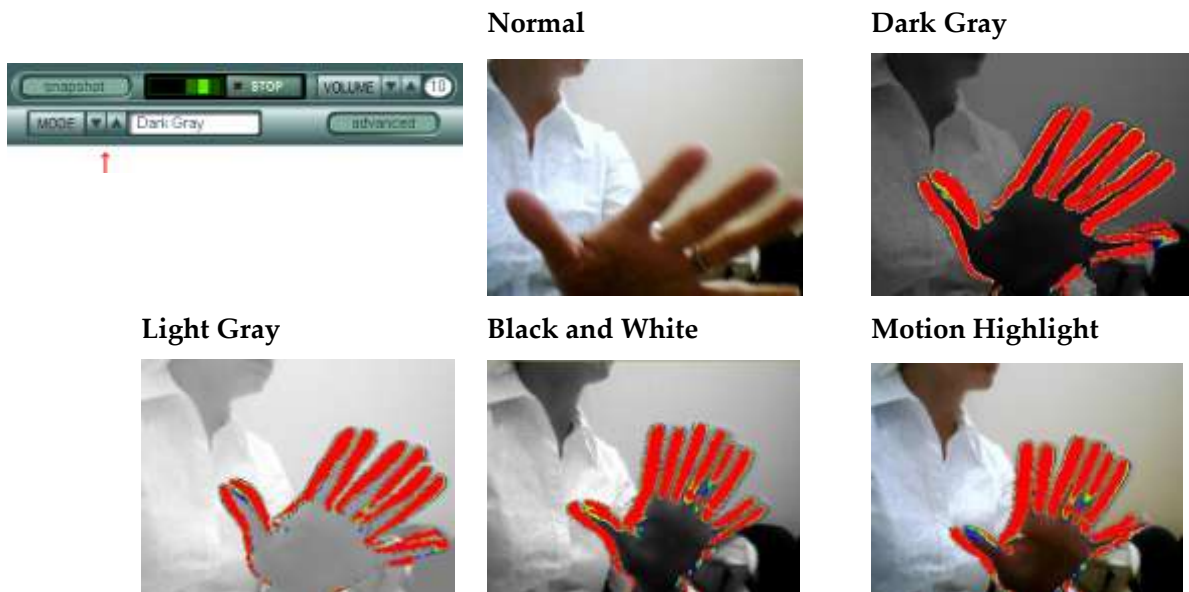 Normal
Dark Gray
snapshot STOP VOLUME 10
MODE Dark Gray advanced
Light Gray
Black and White
Motion Highlight